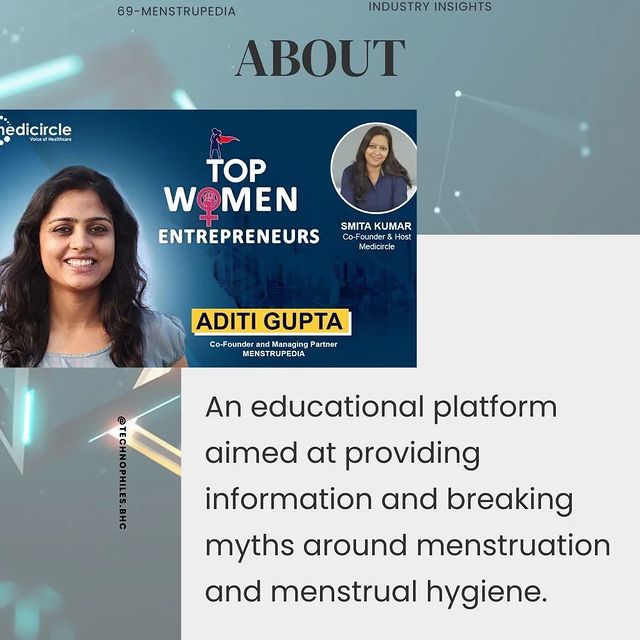 69-MENSTRUPEDIA
INDUSTRY INSIGHTS
ABOUT
medicircle
Voice of Healthcare
TOP
WOMEN
ENTREPRENEURS
SMITA KUMAR
Co-Founder & Host
Medicircle
ADITI GUPTA
Co-Founder and Managing Partner
MENSTRUPEDIA
@TECHNOPHILES.BHC
An educational platform
aimed at providing
information and breaking
myths around menstruation
and menstrual hygiene.